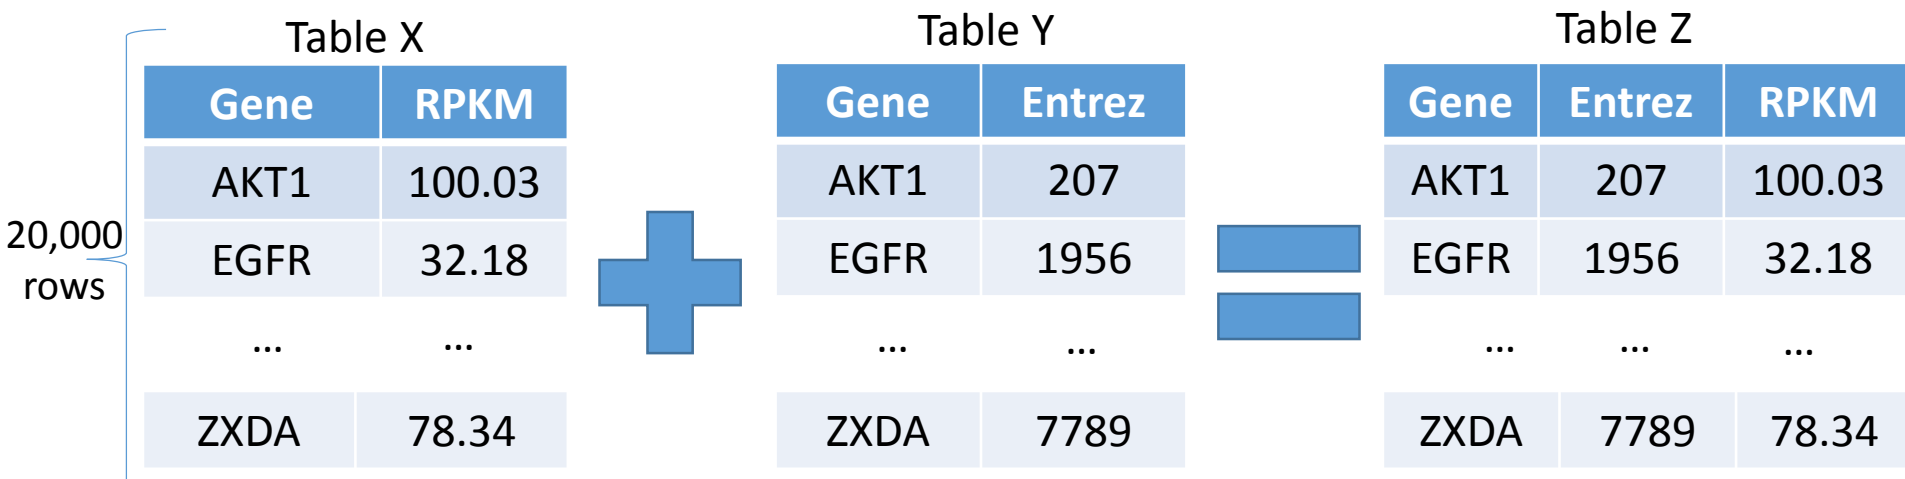 Table X
Gene RPKM
AKT1 100.03
EGFR 32.18
... ...
ZXDA 78.34
20,000
rows
Table Y
Gene Entrez
AKT1 207
EGFR 1956
... ...
ZXDA 7789
Table Z
Gene Entrez RPKM
AKT1 207 100.03
EGFR 1956 32.18
... ... ...
ZXDA 7789 78.34